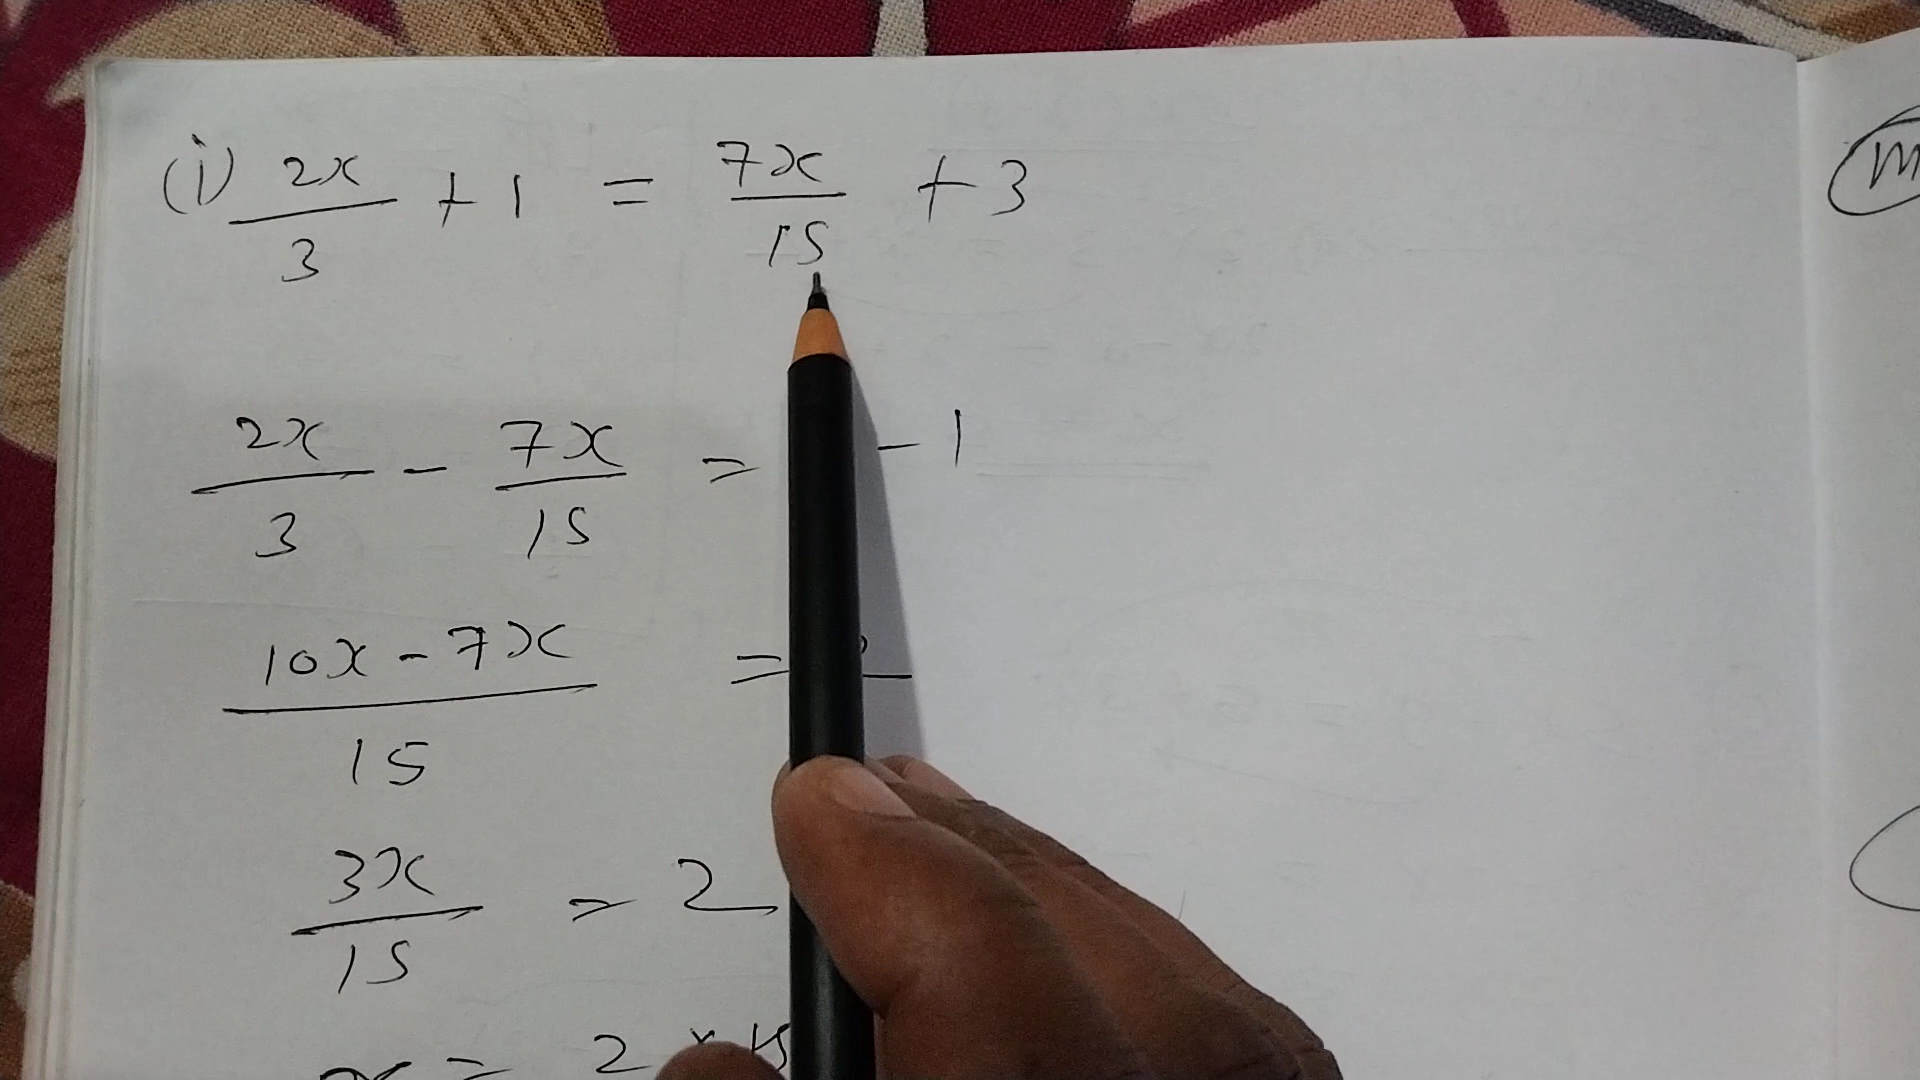 (i) 2x/3 + 1 = 7x/15 + 3
2x/3 - 7x/15 = - 1
10x - 7x/15 =
3x/15 = 2
x = 2 × 15